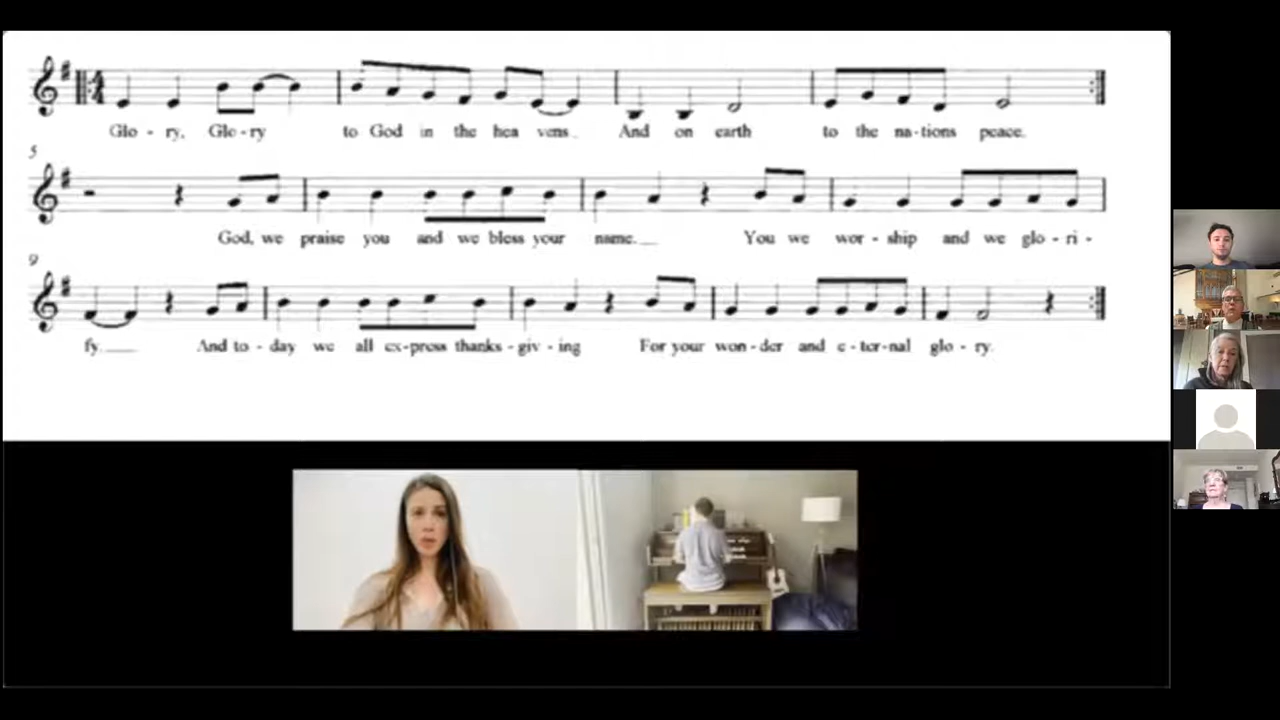 Glo - ry, Glo - ry to God in the hea vens. And on earth to the na - tions peace.
5
God, we praise you and we bless your name.__ You we wor - ship and we glo - ri -
9
fy.___ And to - day we all ex - press thanks - giv - ing For your won - der and e - ter - nal glo - ry.